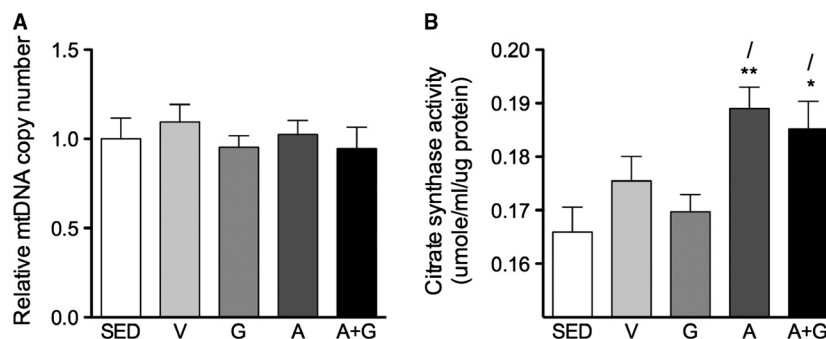 A
Relative mtDNA copy number
1.5
1.0
0.5
0.0
SED V G A A+G
B
Citrate synthase activity
(umole/ml/ug protein)
0.20
0.19
0.18
0.17
0.16
/
**
/
*
SED V G A A+G